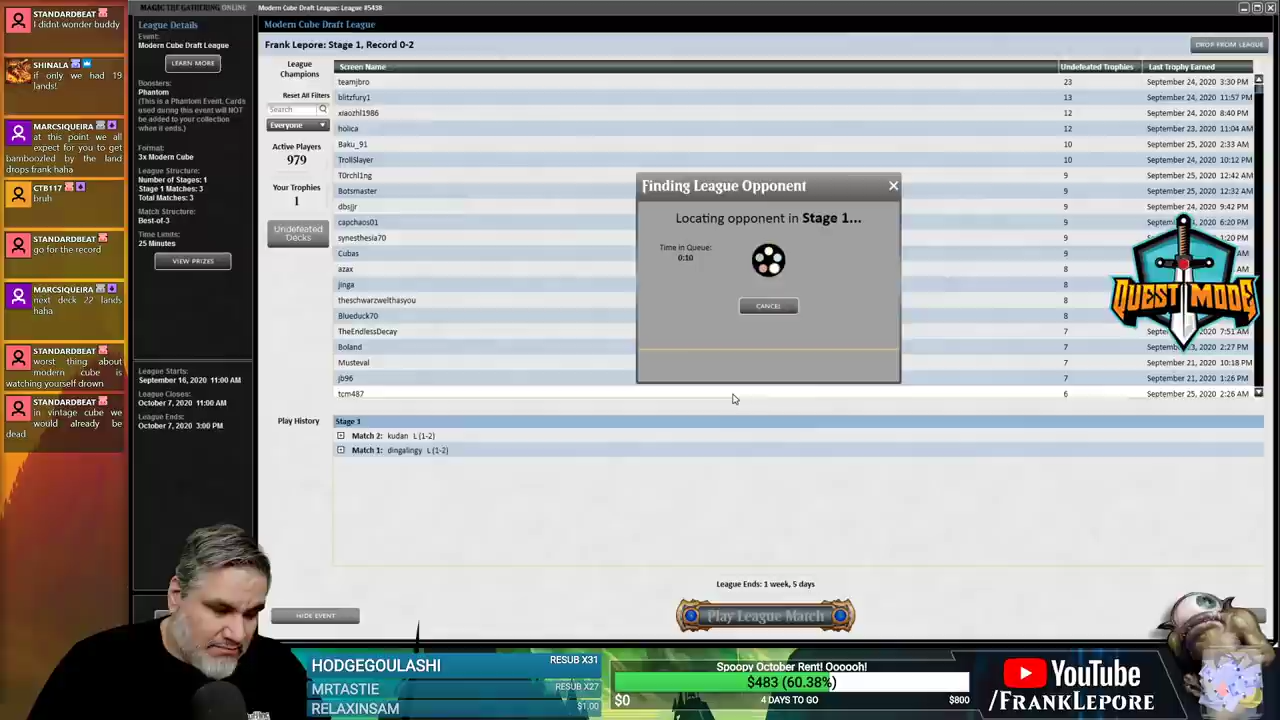 STANDARDBEAT
I didnt wonder buddy
SHINALA
if only we had 19
lands!
MARCSIQUEIRA
at this point we all
expect for you to get
bamboozled by the land
drops frank haha
CTB117
bruh
STANDARDBEAT
go for the record
MARCSIQUEIRA
next deck 22 lands
haha
STANDARDBEAT
worst thing about
modern cube is
watching yourself drown
STANDARDBEAT
in vintage cube we
would already be
dead
MAGIC THE GATHERING ONLINE
Modern Cube Draft League: League #5438
League Details
Event:
Modern Cube Draft League
LEARN MORE
Boosters:
Phantom
(This is a Phantom Event. Cards
used during this event will NOT
be added to your collection
when it ends.)
Format:
3x Modern Cube
League Structure:
Number of Stages: 1
Stage 1 Matches: 3
Total Matches: 3
Match Structure:
Best-of-3
Time Limits:
25 Minutes
VIEW PRIZES
League Starts:
September 16, 2020 11:00 AM
League Closes:
October 7, 2020 11:00 AM
League Ends:
October 7, 2020 3:00 PM
Modern Cube Draft League
Frank Lepore: Stage 1, Record 0-2
DROP FROM LEAGUE
League
Champions
Reset All Filters
Search
Everyone
Active Players
979
Your Trophies
1
Undefeated
Decks
Screen Name Undefeated Trophies Last Trophy Earned
teamjbro 23 September 24, 2020 3:30 PM
blitzfury1 13 September 24, 2020 11:57 PM
xiaozhl1986 12 September 24, 2020 8:40 PM
holica 12 September 23, 2020 11:04 AM
Baku_91 10 September 25, 2020 2:33 AM
TrollSlayer 10 September 24, 2020 10:12 PM
T0rchl1ng 9 September 25, 2020 12:42 AM
Botsmaster 9 September 25, 2020 12:32 AM
dbsjjr 9 September 24, 2020 9:42 PM
capchaos01 9 September 24, 2020 6:20 PM
synesthesia70 9
Cubas 9
azax 8
jinga 8
theschwarzwelthasyou 8
Blueduck70 8
TheEndlessDecay 7 7:51 AM
Boland 7 2020 2:27 PM
Musteval 7 September 21, 2020 10:18 PM
jb96 7 September 21, 2020 1:26 PM
tcm487 6 September 25, 2020 2:26 AM
Finding League Opponent
Locating opponent in Stage 1...
Time in Queue:
0:10
CANCEL
QUEST MODE
Play History
Stage 1
Match 2: kudan L (1-2)
Match 1: dingalingy L (1-2)
League Ends: 1 week, 5 days
HIDE EVENT
Play League Match
HODGEGOULASHI RESUB X31
MRTASTIE RESUB X27
RELAXINSAM $1.00
Spoopy October Rent! Oooooh!
$483 (60.38%)
$0 4 DAYS TO GO $800
YouTube
/FRANKLEPORE